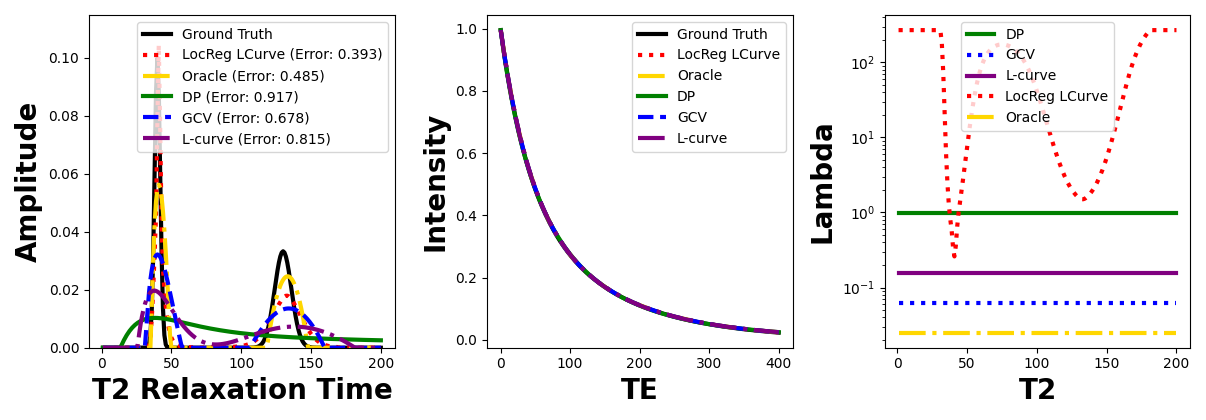 Amplitude
0.10
0.08
0.06
0.04
0.02
0.00
Ground Truth
LocReg LCurve (Error: 0.393)
Oracle (Error: 0.485)
DP (Error: 0.917)
GCV (Error: 0.678)
L-curve (Error: 0.815)
0 50 100 150 200
T2 Relaxation Time
Intensity
1.0
0.8
0.6
0.4
0.2
0.0
Ground Truth
LocReg LCurve
Oracle
DP
GCV
L-curve
0 100 200 300 400
TE
Lambda
10²
10¹
10⁰
10⁻¹
DP
GCV
L-curve
LocReg LCurve
Oracle
0 50 100 150 200
T2